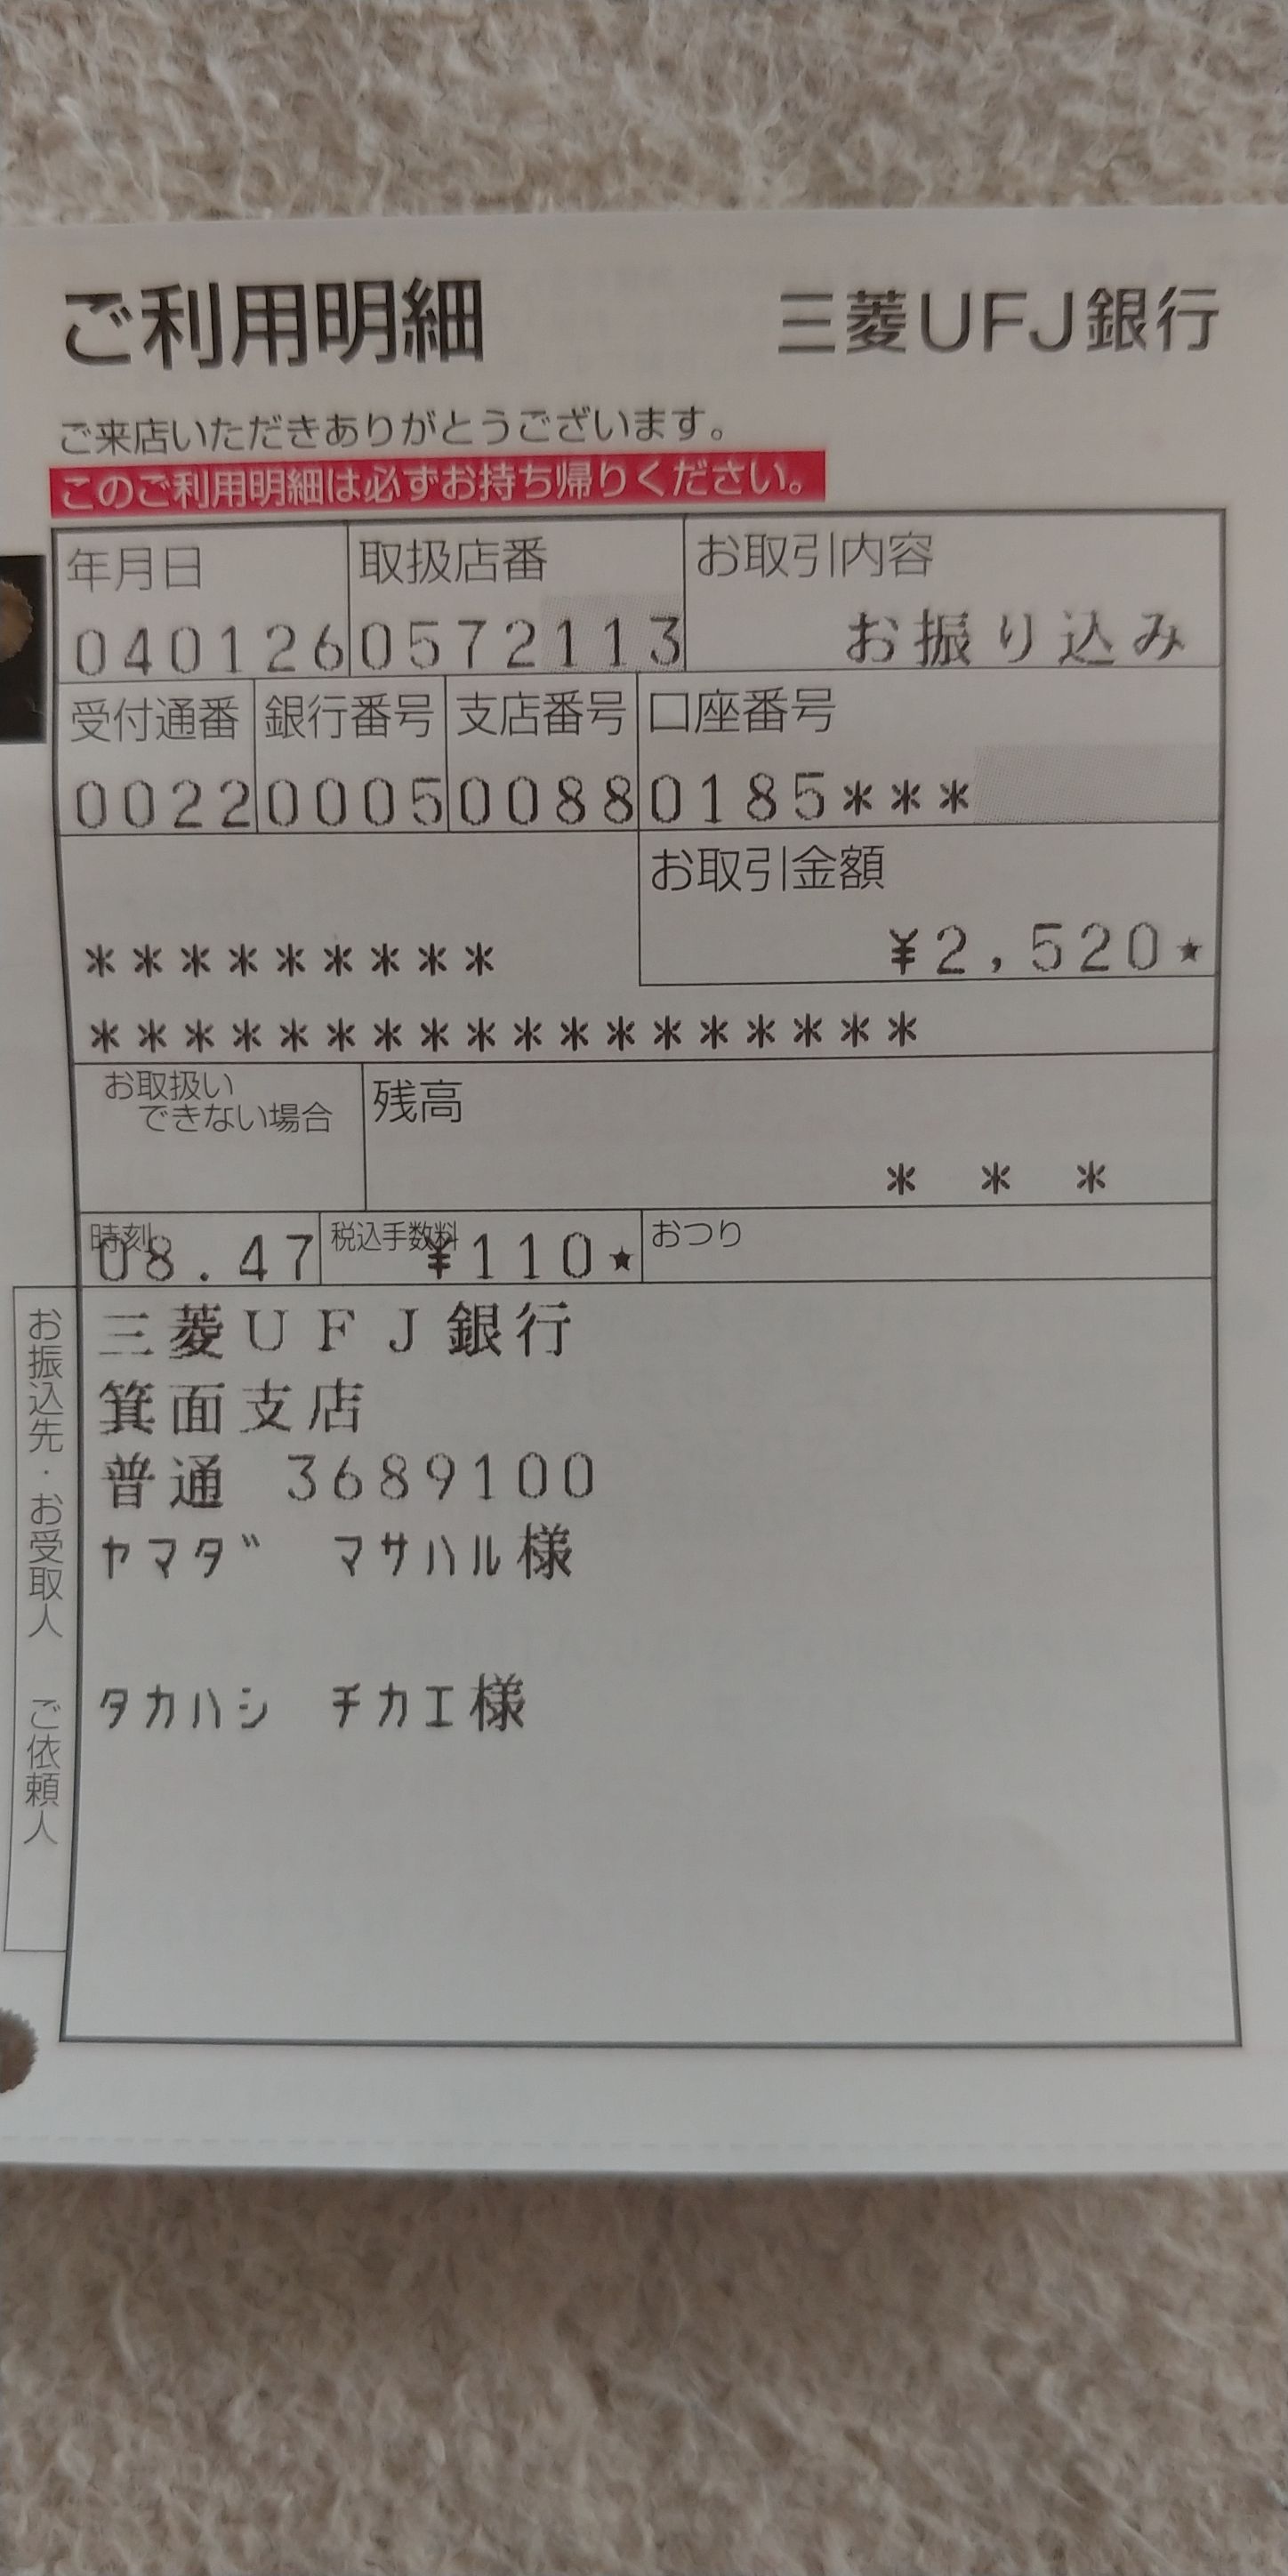 ご利用明細 三菱UFJ銀行
ご来店いただきありがとうございます。
このご利用明細は必ずお持ち帰りください。
年月日 取扱店番 お取引内容
040126 0572113 お振り込み
受付通番 銀行番号 支店番号 口座番号
0022 0005 0088 0185***
お取引金額
********* ¥2,520★
******************
お取扱いできない場合 残高
* * *
時刻 税込手数料 おつり
08.47 ¥110★
お振込先・お受取人 ご依頼人
三菱UFJ銀行
箕面支店
普通 3689100
ヤマダ マサハル様
タカハシ チカエ様